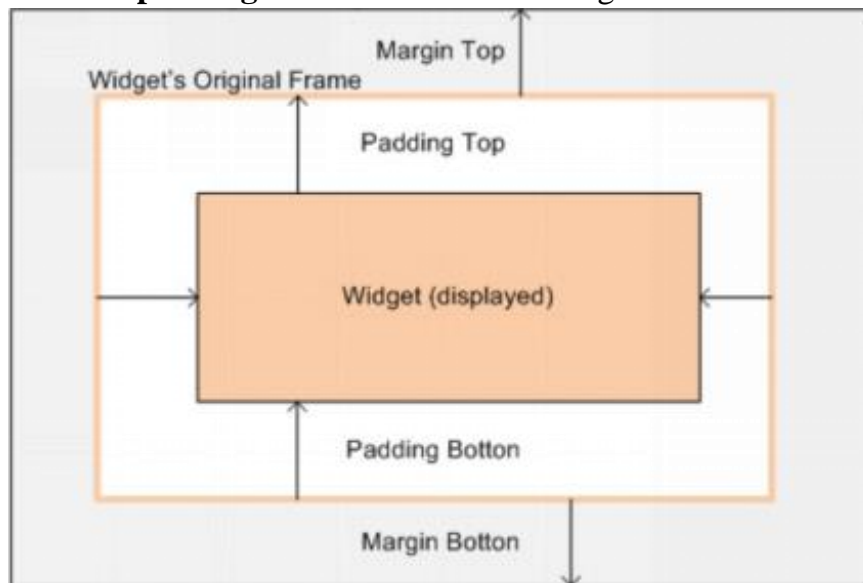 Margin Top
Widget's Original Frame
Padding Top
Widget (displayed)
Padding Botton
Margin Botton